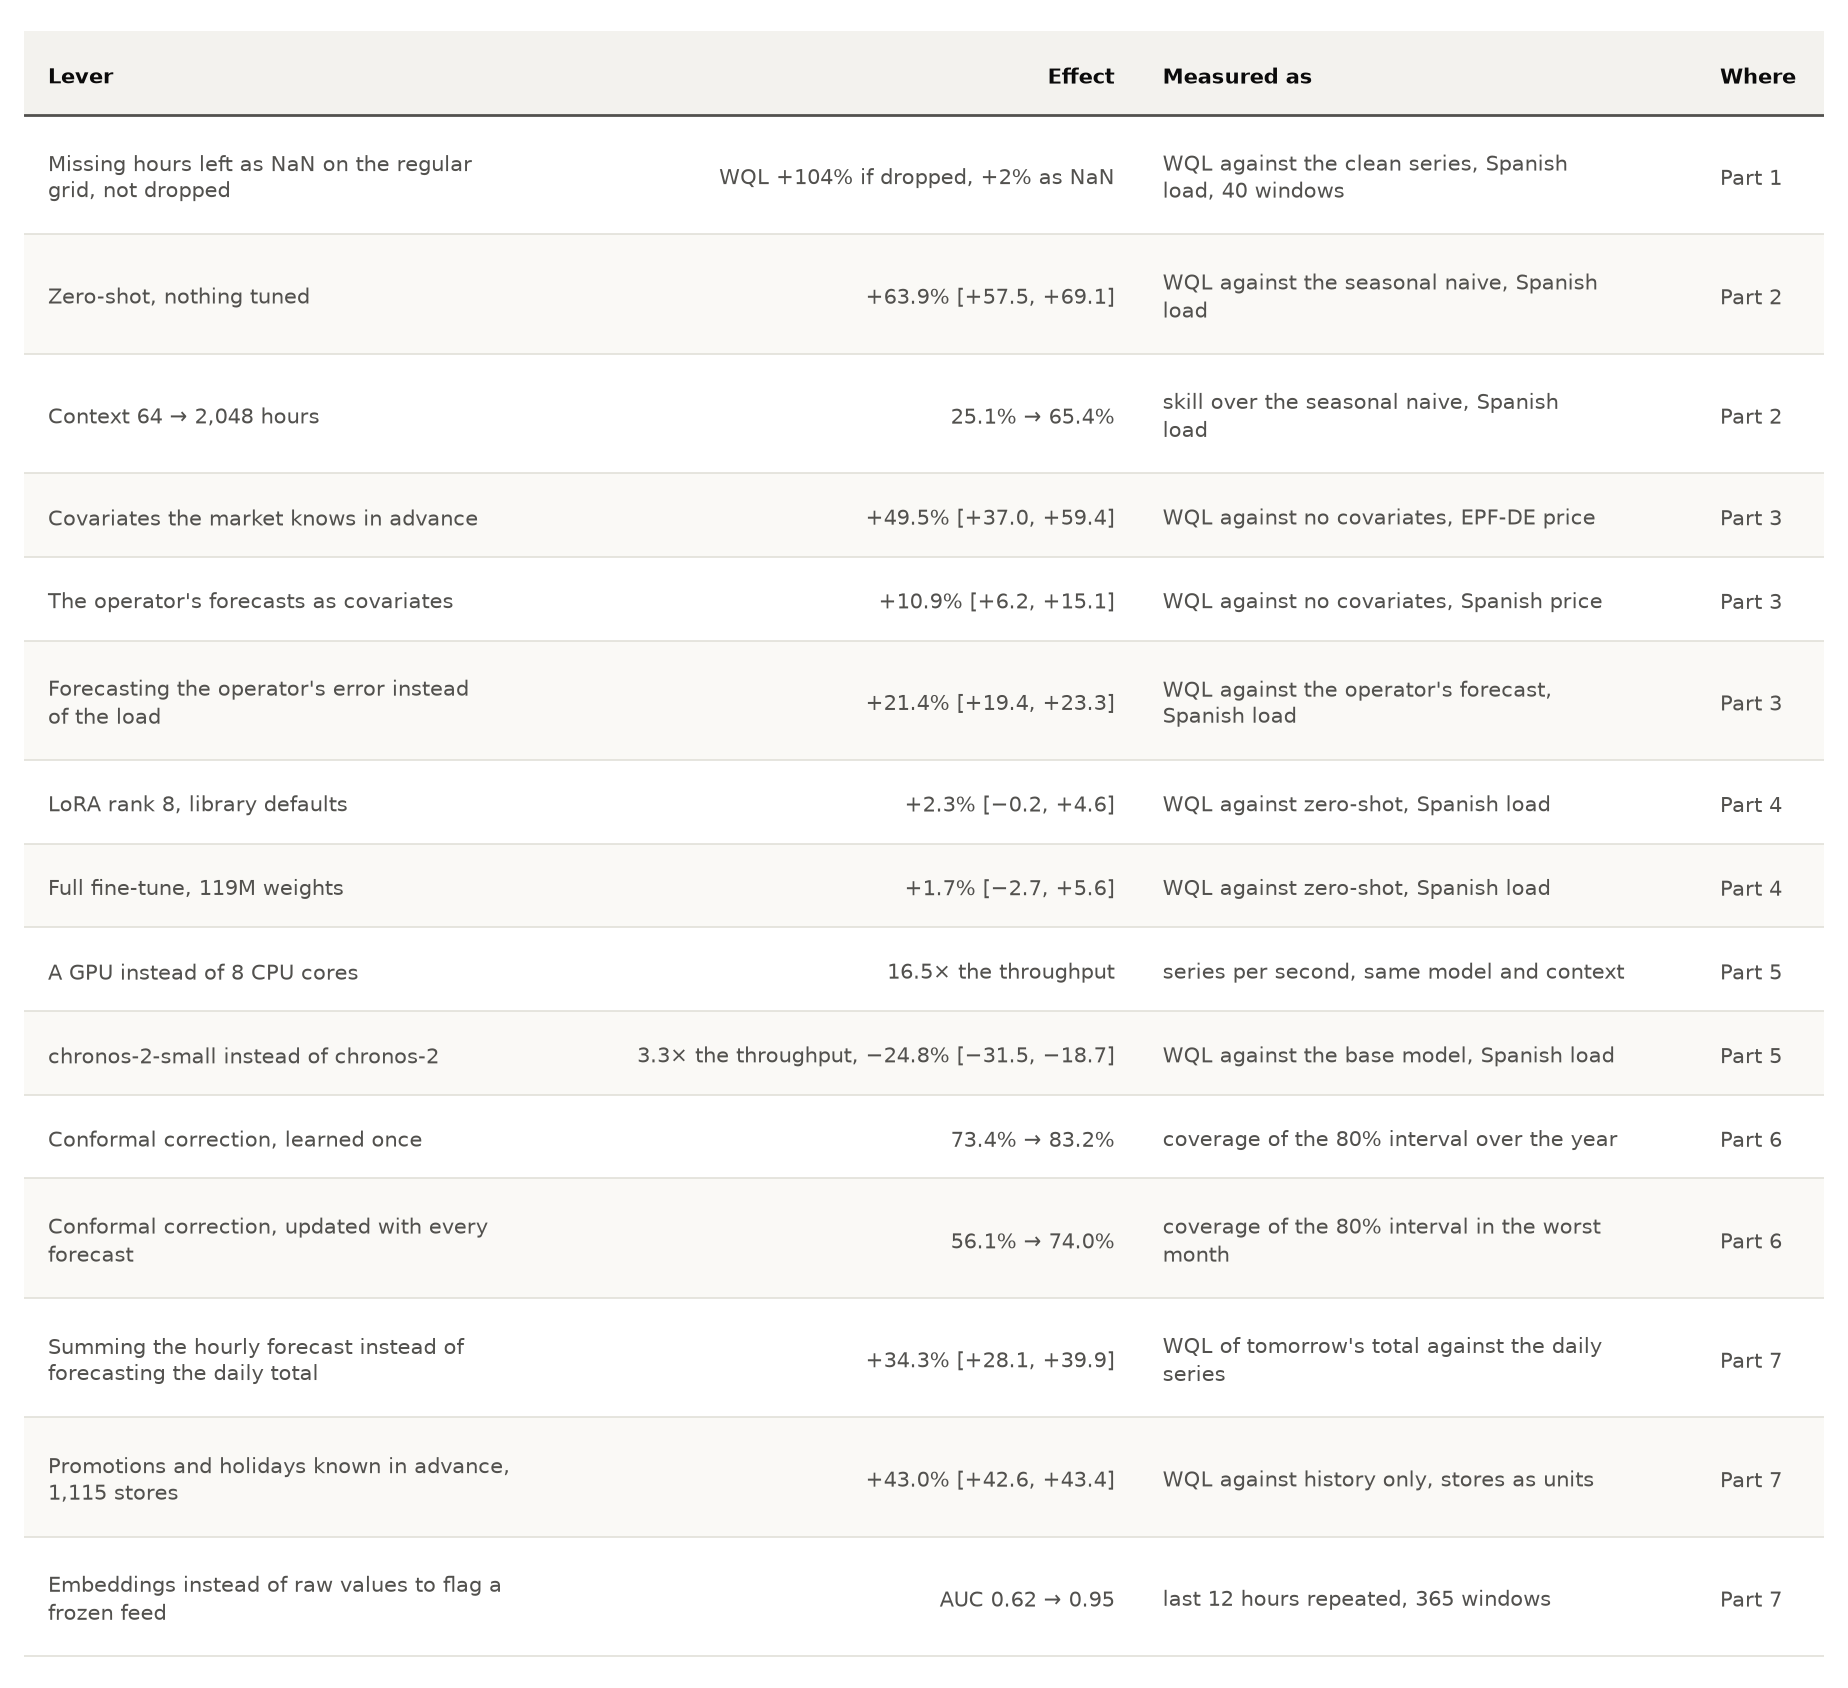 Lever Effect Measured as Where
Missing hours left as NaN on the regular
grid, not dropped
WQL +104% if dropped, +2% as NaN
WQL against the clean series, Spanish
load, 40 windows
Part 1
Zero-shot, nothing tuned
+63.9% [+57.5, +69.1]
WQL against the seasonal naive, Spanish
load
Part 2
Context 64 → 2,048 hours
25.1% → 65.4%
skill over the seasonal naive, Spanish
load
Part 2
Covariates the market knows in advance
+49.5% [+37.0, +59.4]
WQL against no covariates, EPF-DE price
Part 3
The operator's forecasts as covariates
+10.9% [+6.2, +15.1]
WQL against no covariates, Spanish price
Part 3
Forecasting the operator's error instead
of the load
+21.4% [+19.4, +23.3]
WQL against the operator's forecast,
Spanish load
Part 3
LoRA rank 8, library defaults
+2.3% [−0.2, +4.6]
WQL against zero-shot, Spanish load
Part 4
Full fine-tune, 119M weights
+1.7% [−2.7, +5.6]
WQL against zero-shot, Spanish load
Part 4
A GPU instead of 8 CPU cores
16.5× the throughput
series per second, same model and context
Part 5
chronos-2-small instead of chronos-2
3.3× the throughput, −24.8% [−31.5, −18.7]
WQL against the base model, Spanish load
Part 5
Conformal correction, learned once
73.4% → 83.2%
coverage of the 80% interval over the year
Part 6
Conformal correction, updated with every
forecast
56.1% → 74.0%
coverage of the 80% interval in the worst
month
Part 6
Summing the hourly forecast instead of
forecasting the daily total
+34.3% [+28.1, +39.9]
WQL of tomorrow's total against the daily
series
Part 7
Promotions and holidays known in advance,
1,115 stores
+43.0% [+42.6, +43.4]
WQL against history only, stores as units
Part 7
Embeddings instead of raw values to flag a
frozen feed
AUC 0.62 → 0.95
last 12 hours repeated, 365 windows
Part 7